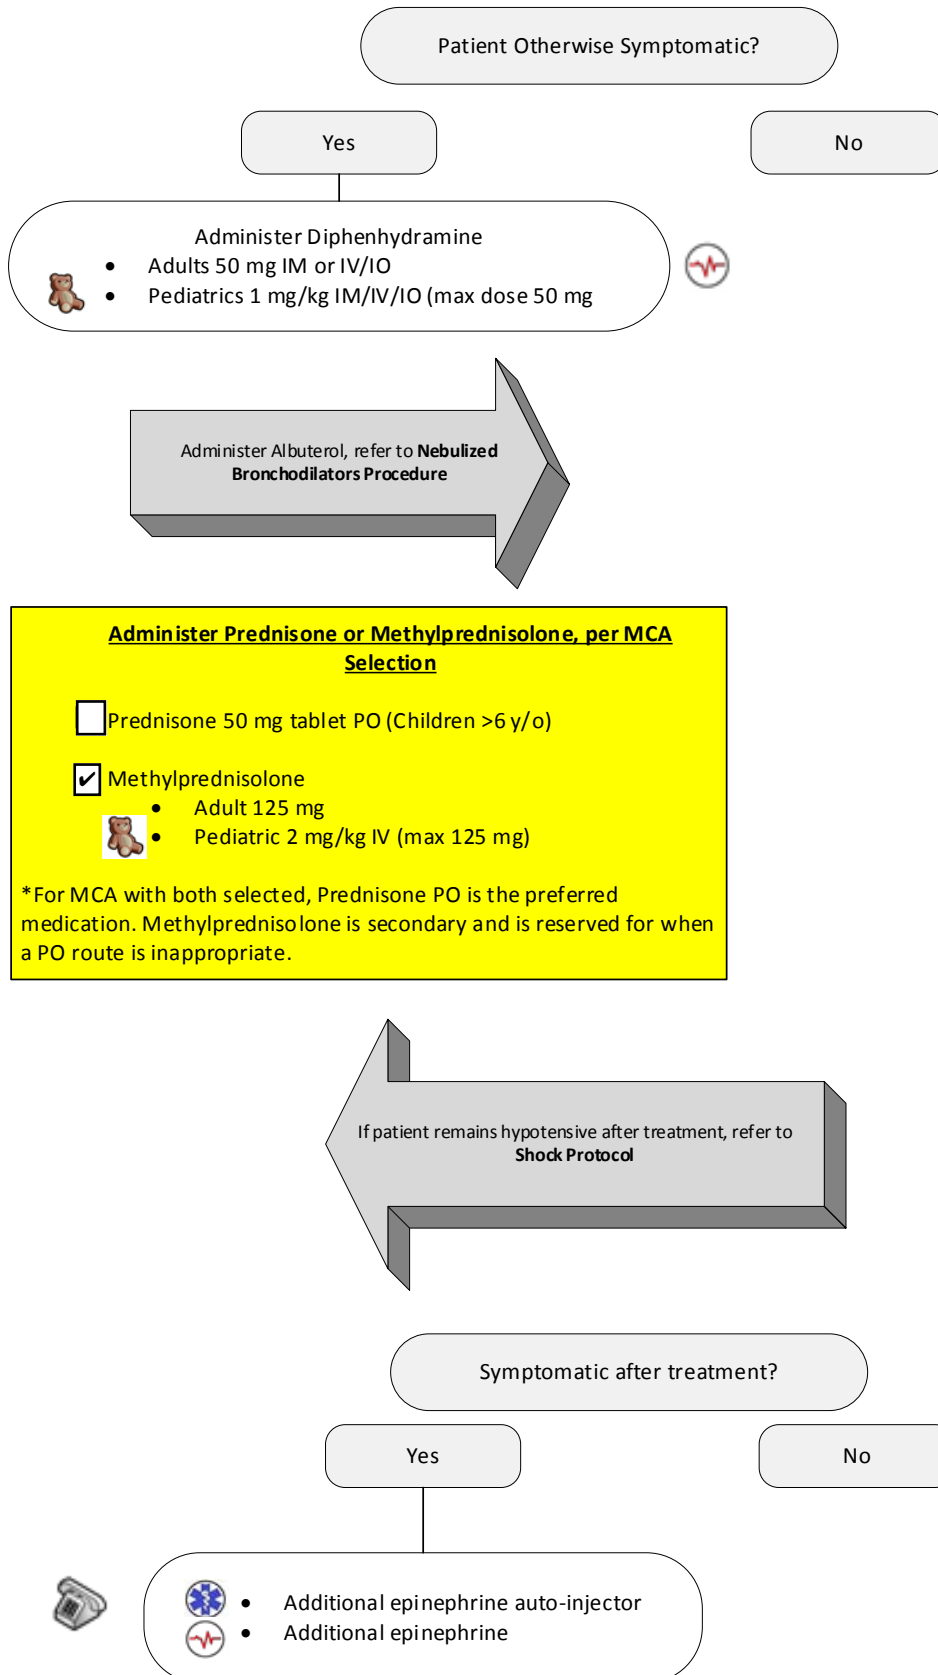 Patient Otherwise Symptomatic?
Yes
No
Administer Diphenhydramine
• Adults 50 mg IM or IV/IO
• Pediatrics 1 mg/kg IM/IV/IO (max dose 50 mg
Administer Albuterol, refer to Nebulized
Bronchodilators Procedure
Administer Prednisone or Methylprednisolone, per MCA
Selection
Prednisone 50 mg tablet PO (Children >6 y/o)
✔ Methylprednisolone
• Adult 125 mg
• Pediatric 2 mg/kg IV (max 125 mg)
*For MCA with both selected, Prednisone PO is the preferred
medication. Methylprednisolone is secondary and is reserved for when
a PO route is inappropriate.
If patient remains hypotensive after treatment, refer to
Shock Protocol
Symptomatic after treatment?
Yes
No
• Additional epinephrine auto-injector
• Additional epinephrine